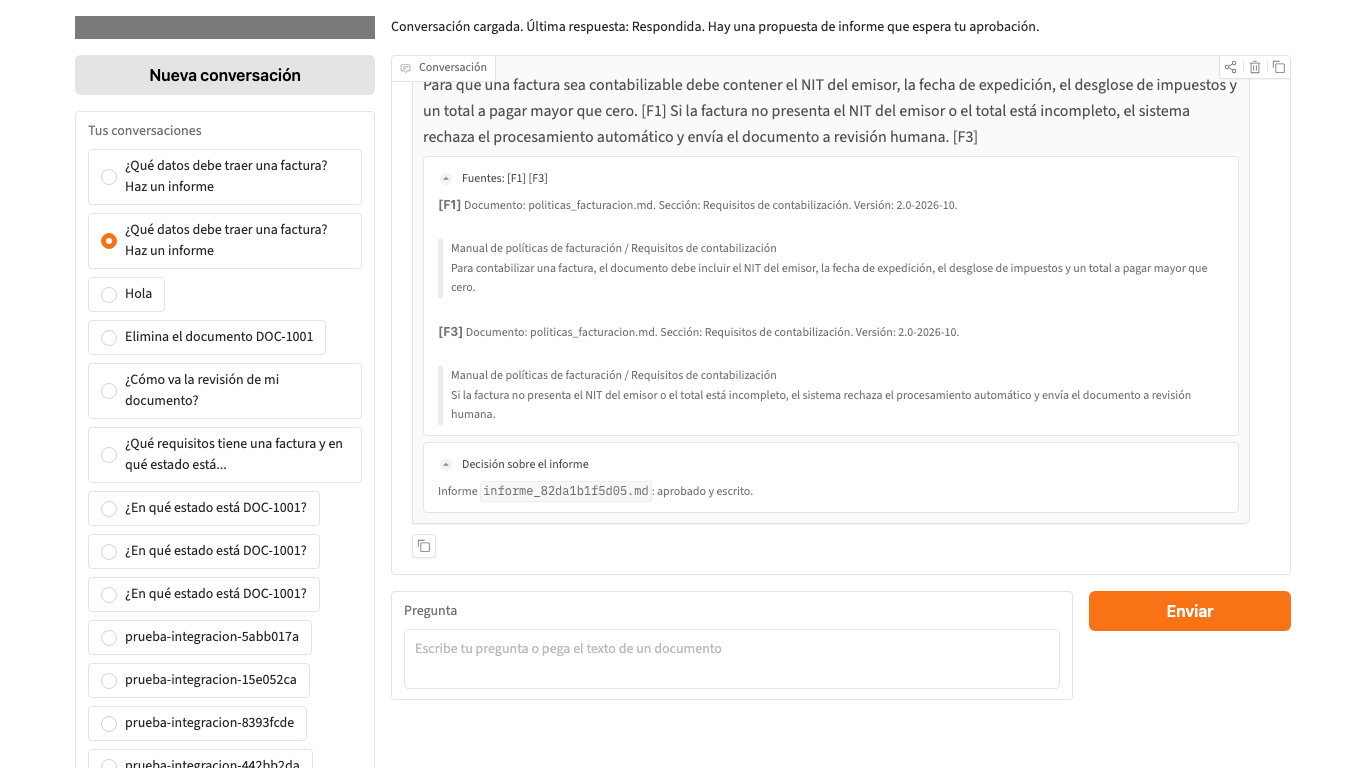 Conversación cargada. Última respuesta: Respondida. Hay una propuesta de informe que espera tu aprobación.
Nueva conversación
Tus conversaciones
¿Qué datos debe traer una factura?
Haz un informe
¿Qué datos debe traer una factura?
Haz un informe
Hola
Elimina el documento DOC-1001
¿Cómo va la revisión de mi
documento?
¿Qué requisitos tiene una factura y en
qué estado está...
¿En qué estado está DOC-1001?
¿En qué estado está DOC-1001?
¿En qué estado está DOC-1001?
prueba-integracion-5abb017a
prueba-integracion-15e052ca
prueba-integracion-8393fcde
prueba-integracion-442bb2da
Conversación
Para que una factura sea contabilizable debe contener el NIT del emisor, la fecha de expedición, el desglose de impuestos y
un total a pagar mayor que cero. [F1] Si la factura no presenta el NIT del emisor o el total está incompleto, el sistema
rechaza el procesamiento automático y envía el documento a revisión humana. [F3]
Fuentes: [F1] [F3]
[F1] Documento: politicas_facturacion.md. Sección: Requisitos de contabilización. Versión: 2.0-2026-10.
Manual de políticas de facturación / Requisitos de contabilización
Para contabilizar una factura, el documento debe incluir el NIT del emisor, la fecha de expedición, el desglose de impuestos y un total a pagar mayor que
cero.
[F3] Documento: politicas_facturacion.md. Sección: Requisitos de contabilización. Versión: 2.0-2026-10.
Manual de políticas de facturación / Requisitos de contabilización
Si la factura no presenta el NIT del emisor o el total está incompleto, el sistema rechaza el procesamiento automático y envía el documento a revisión
humana.
Decisión sobre el informe
Informe informe_82da1b1f5d05.md: aprobado y escrito.
Pregunta
Escribe tu pregunta o pega el texto de un documento
Enviar